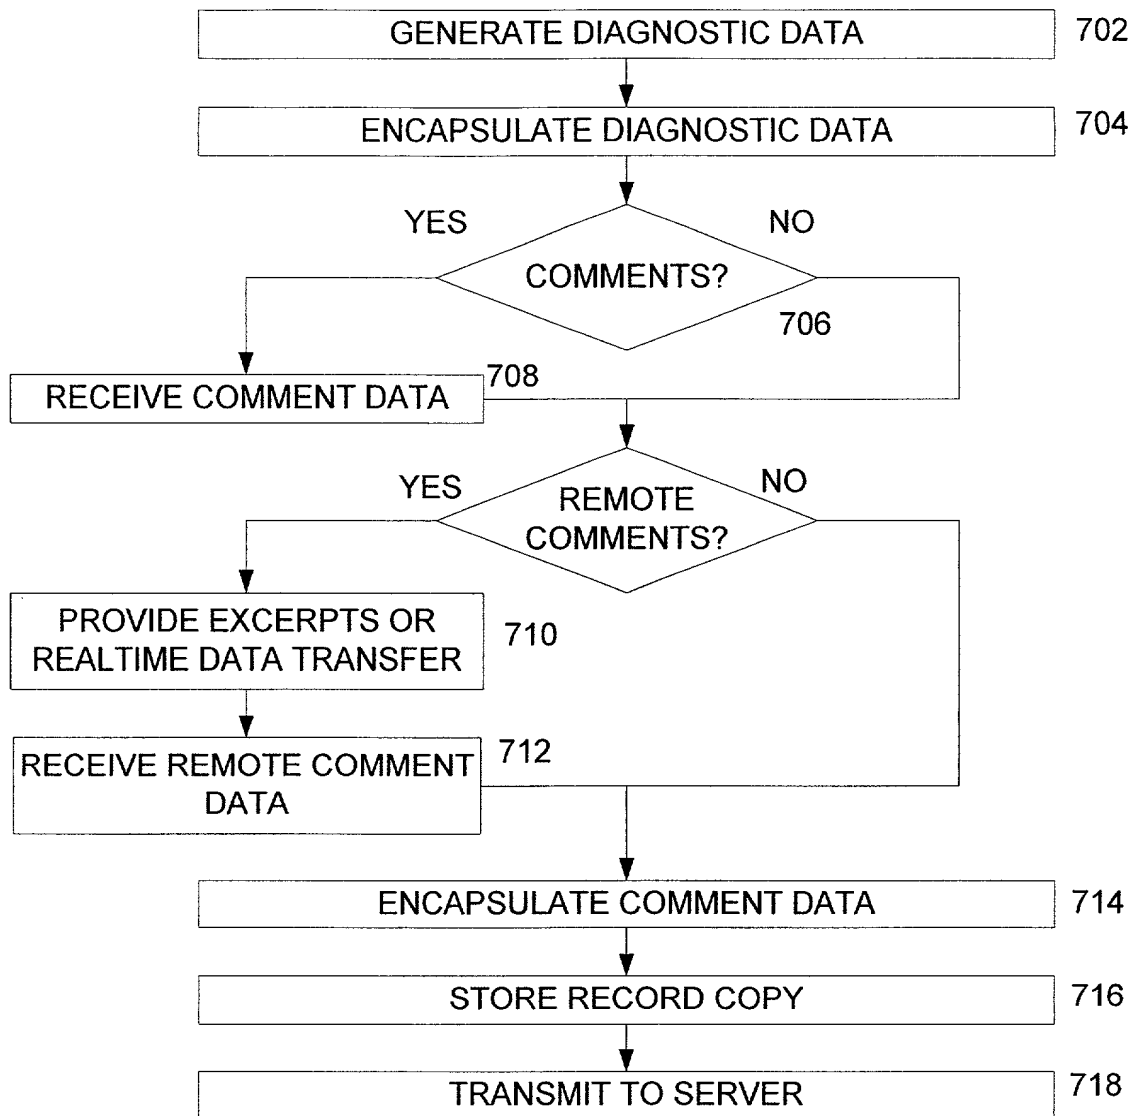 GENERATE DIAGNOSTIC DATA 702
ENCAPSULATE DIAGNOSTIC DATA 704
YES NO
COMMENTS?
706
RECEIVE COMMENT DATA 708
YES NO
REMOTE
COMMENTS?
PROVIDE EXCERPTS OR
REALTIME DATA TRANSFER
710
RECEIVE REMOTE COMMENT
DATA
712
ENCAPSULATE COMMENT DATA 714
STORE RECORD COPY 716
TRANSMIT TO SERVER 718